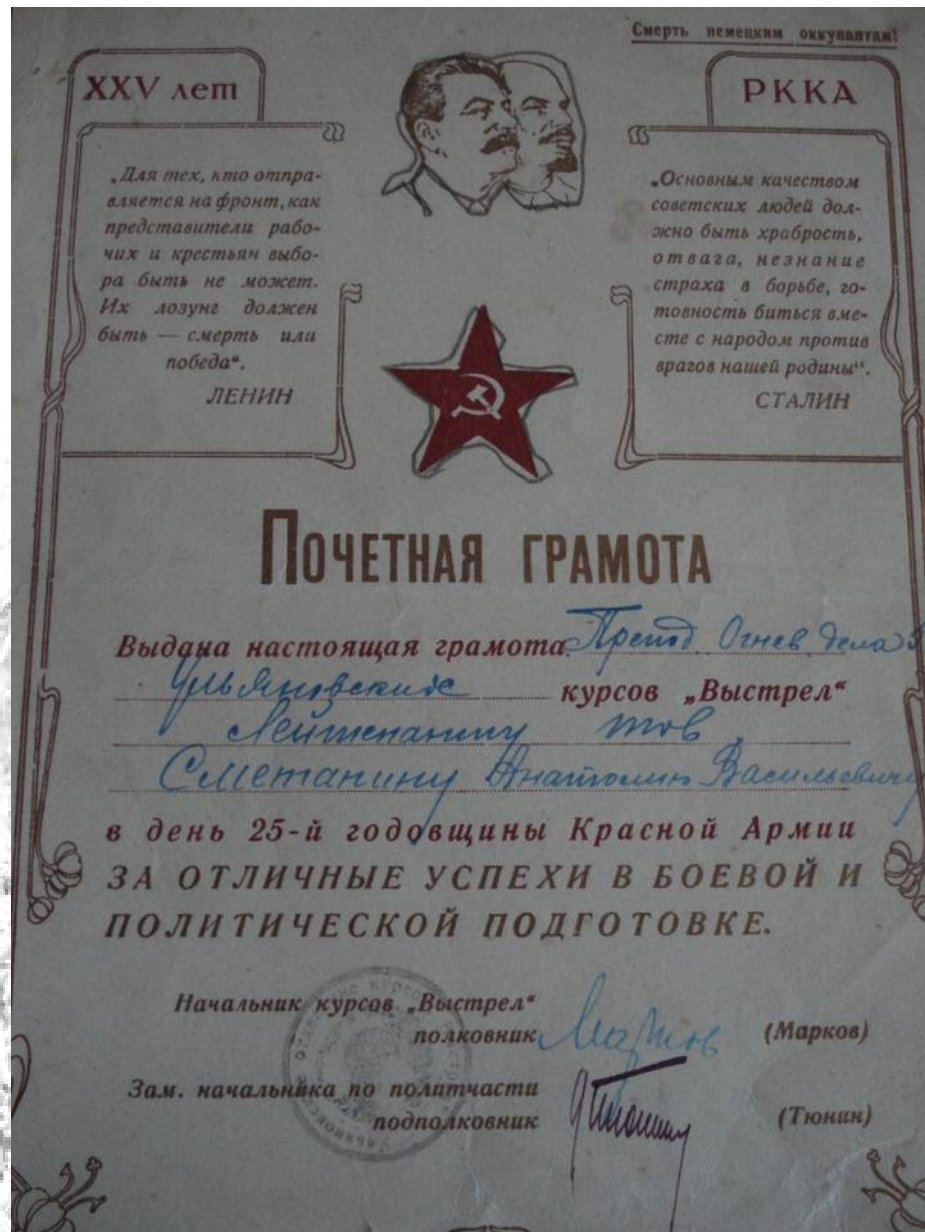 Смерть немецким оккупантам!
XXV лет
РККА
„Для тех, кто отпра-
вляется на фронт, как
представители рабо-
чих и крестьян выбо-
ра быть не может.
Их лозунг должен
быть — смерть или
победа“.
ЛЕНИН
„Основным качеством
советских людей дол-
жно быть храбрость,
отвага, незнание
страха в борьбе, го-
товность биться вме-
сте с народом против
врагов нашей родины“.
СТАЛИН
ПОЧЕТНАЯ ГРАМОТА
Выдана настоящая грамота Препод. Огнев. дела
Ульяновских курсов „Выстрел“
Лейтенанту тов.
Сметанину Анатолию Васильевичу
в день 25-й годовщины Красной Армии
ЗА ОТЛИЧНЫЕ УСПЕХИ В БОЕВОЙ И
ПОЛИТИЧЕСКОЙ ПОДГОТОВКЕ.
Начальник курсов „Выстрел“
полковник Марков (Марков)
Зам. начальника по политчасти
подполковник (Тюнин)